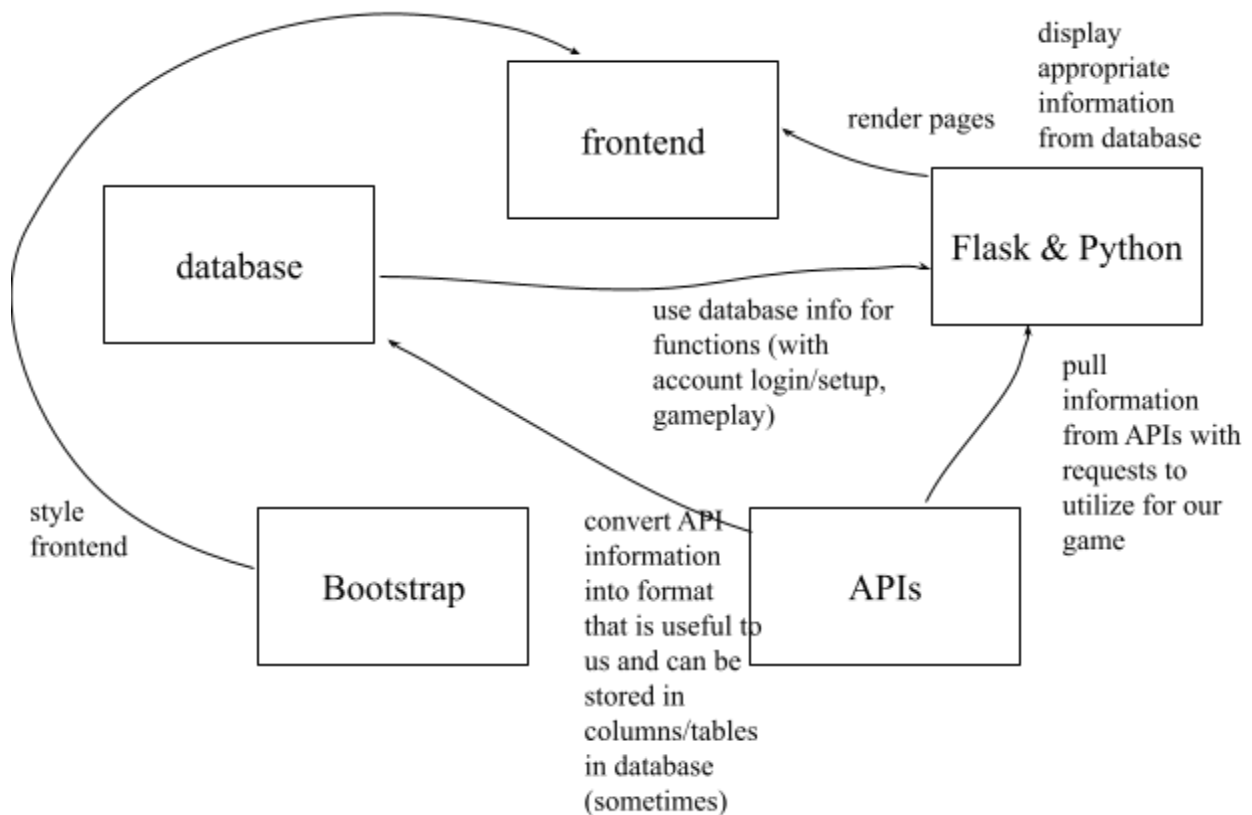 display
appropriate
information
from database
render pages
frontend
Flask & Python
database
use database info for
functions (with
account login/setup,
gameplay)
pull
information
from APIs with
requests to
utilize for our
game
style
frontend
Bootstrap
convert API
information
into format
that is useful to
us and can be
stored in
columns/tables
in database
(sometimes)
APIs